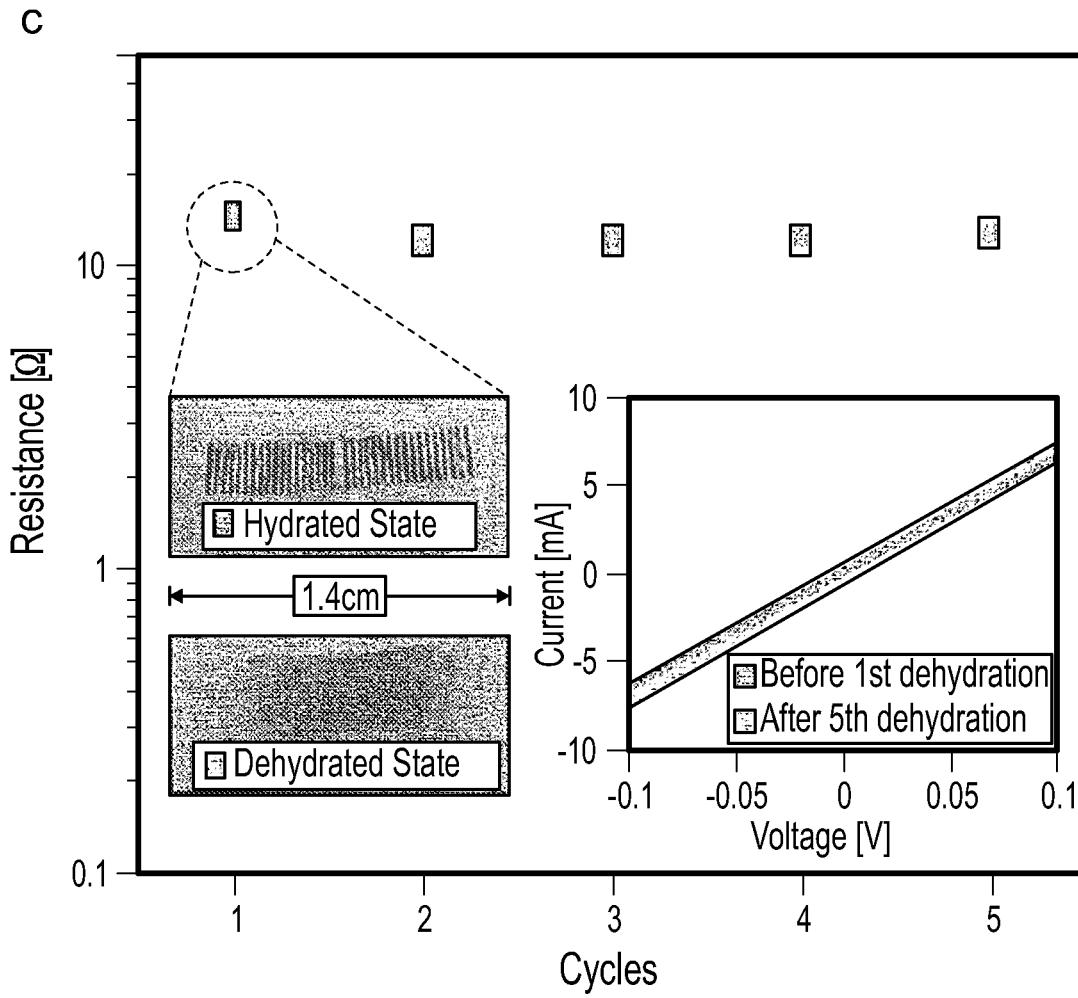 C
Resistance [Ω]
10
1
0.1
Hydrated State
1.4cm
Dehydrated State
Current [mA]
10
5
0
-5
-10
Before 1st dehydration
After 5th dehydration
-0.1 -0.05 0 0.05 0.1
Voltage [V]
1 2 3 4 5
Cycles